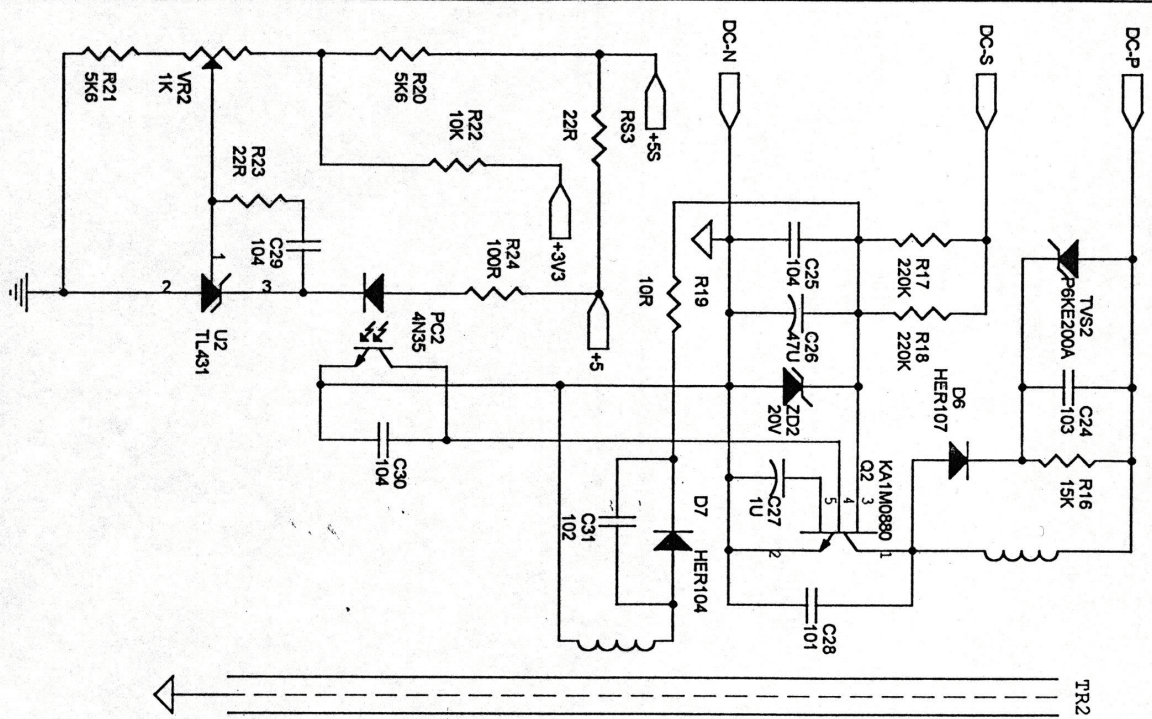 DC-P
DC-S
DC-N
TVS2
P6KE200A
C24
103
R16
15K
R17
220K
R18
220K
D6
HER107
C25
104
C26
47U
ZD2
20V
KA1M0880
Q2
1
2
3
4
5
C27
1U
C28
101
R19
10R
D7
HER104
C31
102
TR2
+5S
RS3
22R
+5
+3V3
R20
5K6
R22
10K
R24
100R
PC2
4N35
C30
104
VR2
1K
R21
5K6
R23
22R
C29
104
1
2
3
U2
TL431